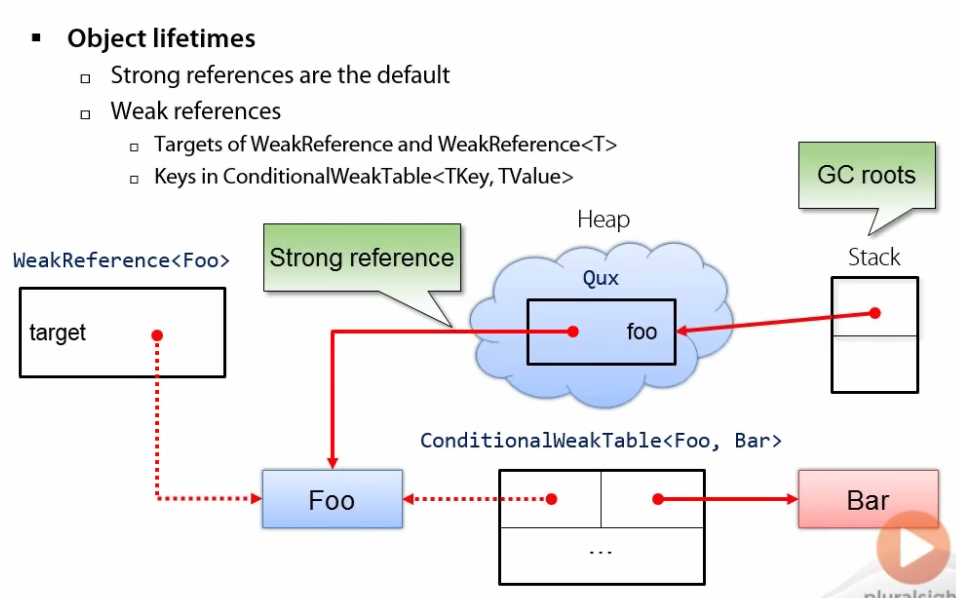 Object lifetimes
Strong references are the default
Weak references
Targets of WeakReference and WeakReference<T>
Keys in ConditionalWeakTable<TKey, TValue>
GC roots
Heap
Stack
WeakReference<Foo>
Strong reference
Qux
target
foo
ConditionalWeakTable<Foo, Bar>
Foo
Bar
...